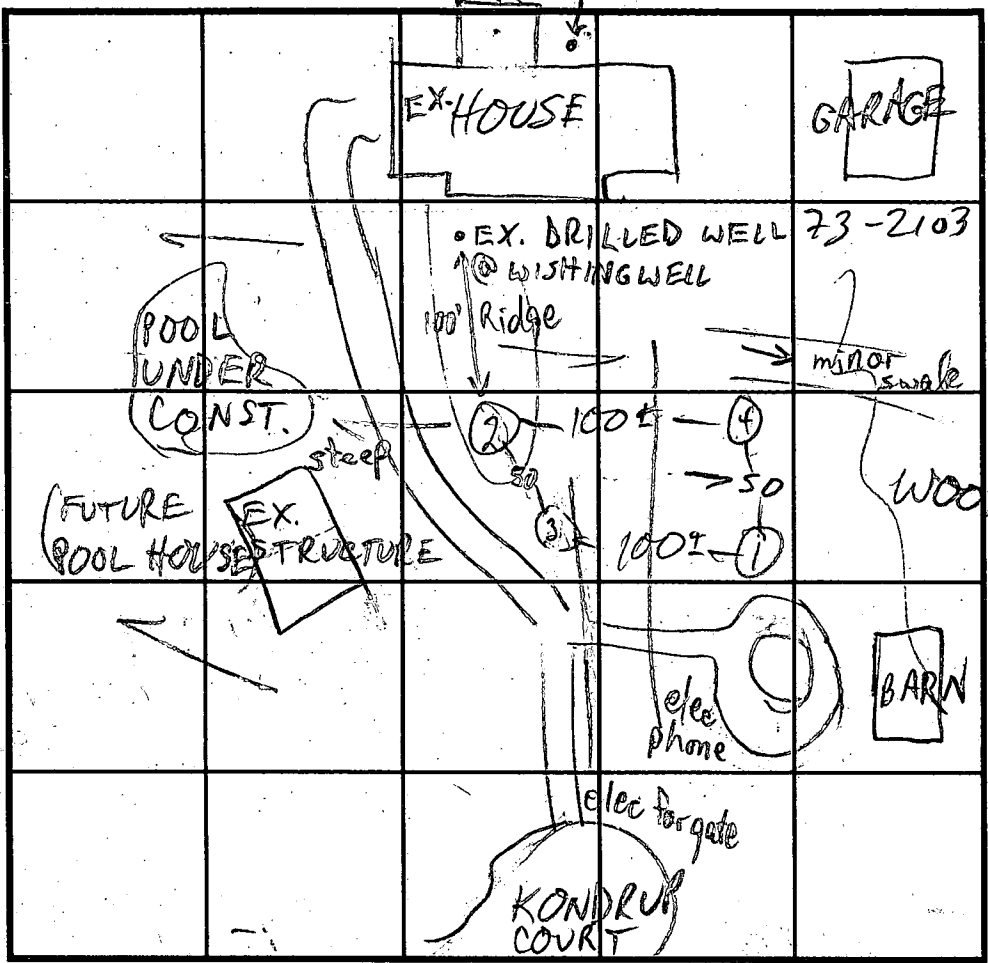 EX. HOUSE
GARAGE
• EX. DRILLED WELL 73-2103
@ WISHINGWELL
100' Ridge
POOL
UNDER
CONST.
minor
swale
2
100±
4
steep
50
50
WOO
(FUTURE
POOL HOUSE)
EX.
STRUCTURE
3
100±
1
elec
phone
BARN
elec for gate
KONDRUP
COURT